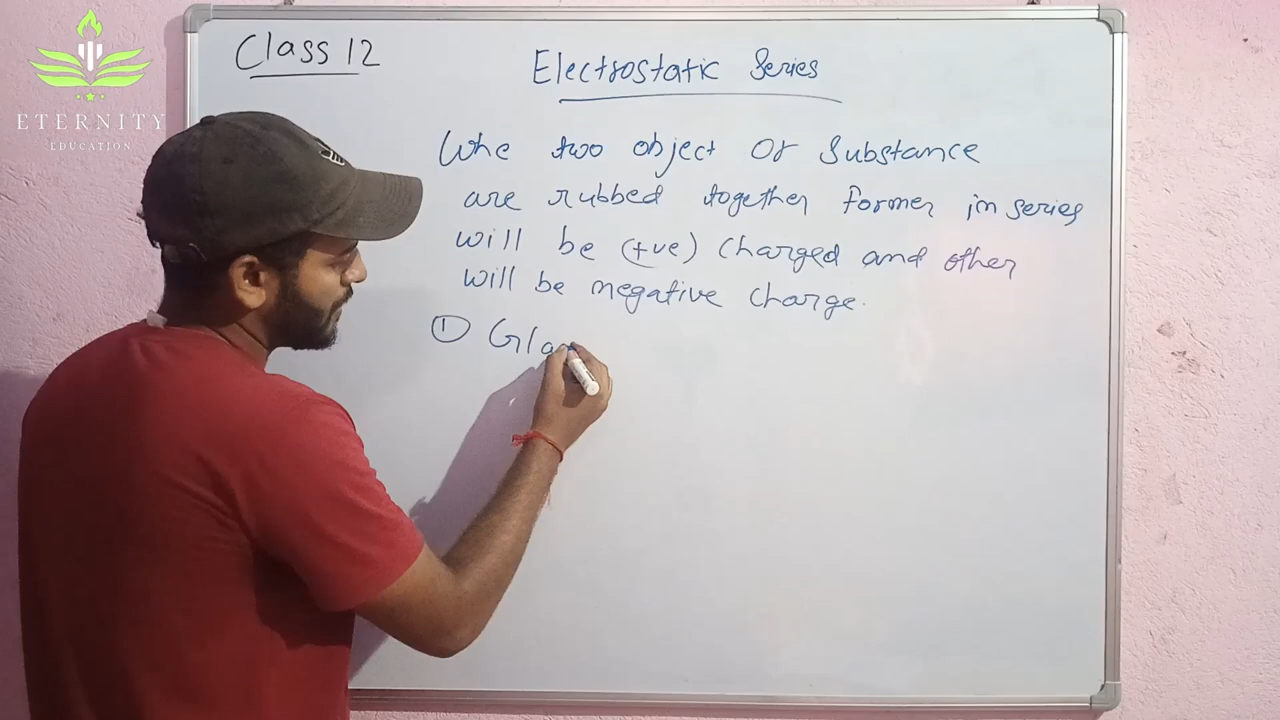 ETERNITY
EDUCATION
Class 12
Electrostatic Series
Whe two object Or Substance
are rubbed together former in series
will be (+ve) charged and other
will be negative charge.
① Gla